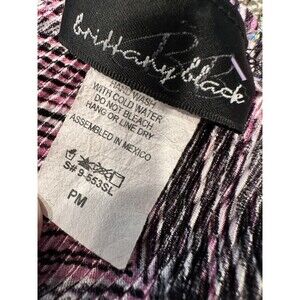 brittany black
HAND WASH
WITH COLD WATER
DO NOT BLEACH
HANG OR LINE DRY
ASSEMBLED IN MEXICO
S# 9-553SL
PM